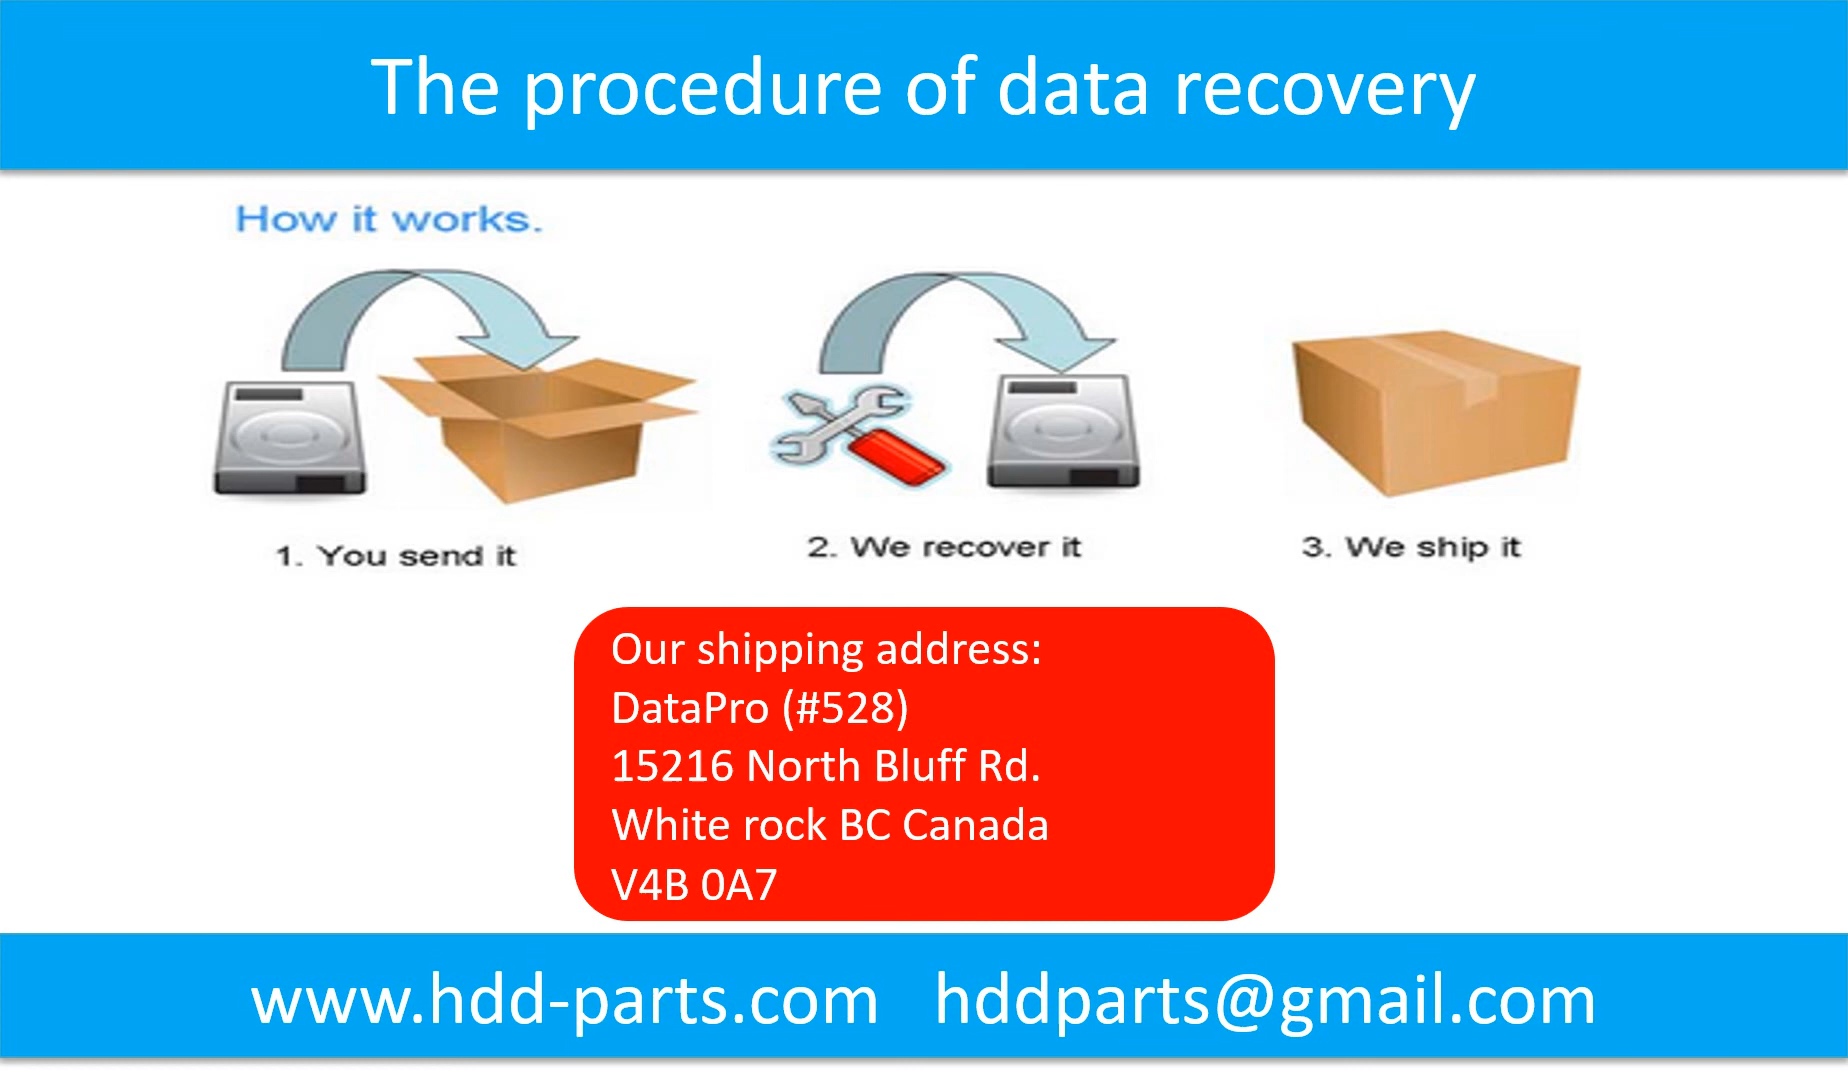 The procedure of data recovery
How it works.
1. You send it
2. We recover it
3. We ship it
Our shipping address:
DataPro (#528)
15216 North Bluff Rd.
White rock BC Canada
V4B 0A7
www.hdd-parts.com hddparts@gmail.com